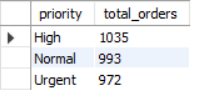 priority total_orders
High 1035
Normal 993
Urgent 972